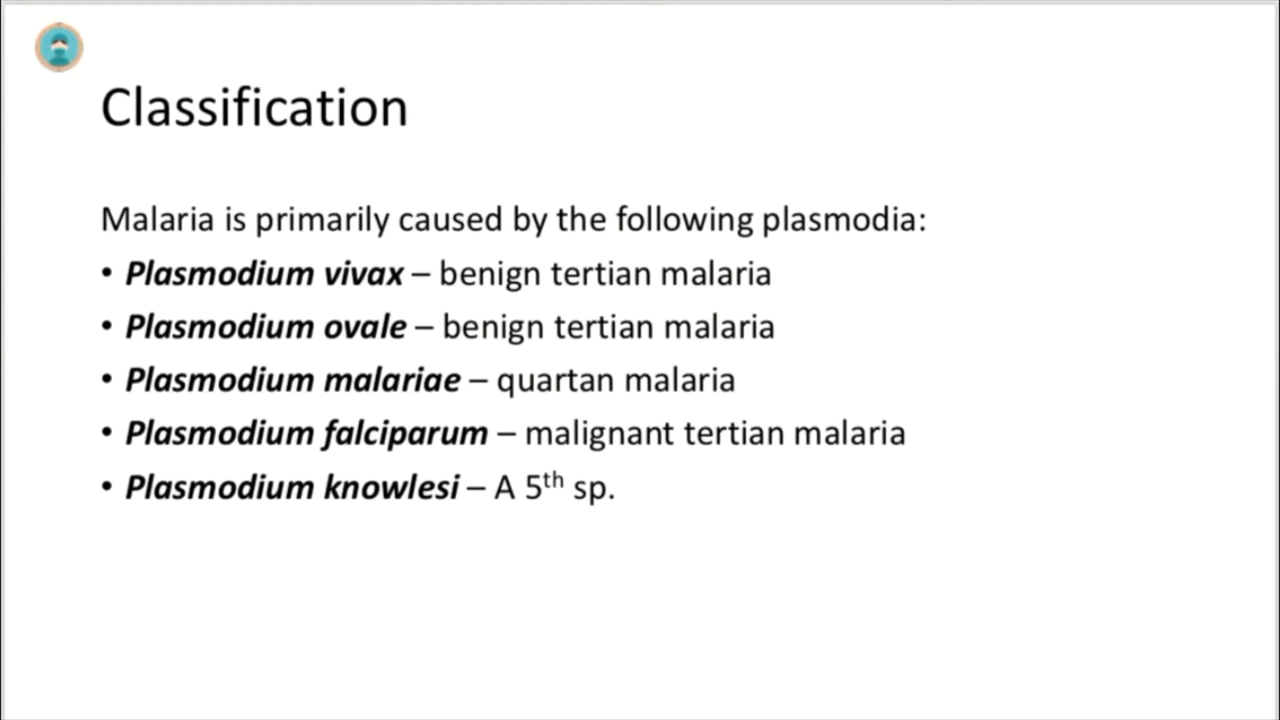 Classification
Malaria is primarily caused by the following plasmodia:
• Plasmodium vivax – benign tertian malaria
• Plasmodium ovale – benign tertian malaria
• Plasmodium malariae – quartan malaria
• Plasmodium falciparum – malignant tertian malaria
• Plasmodium knowlesi – A 5th sp.